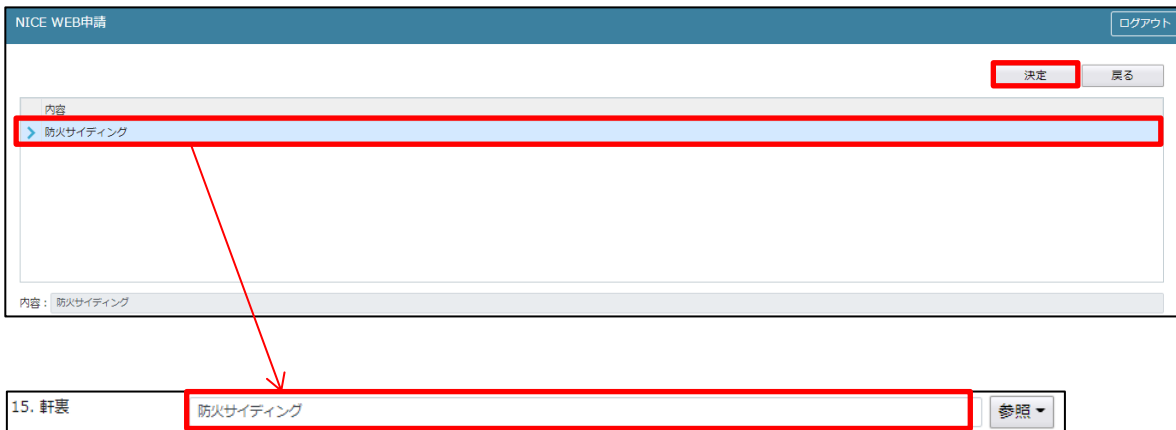 NICE WEB申請 ログアウト
決定 戻る
内容
防火サイディング
内容： 防火サイディング
15. 軒裏 防火サイディング 参照